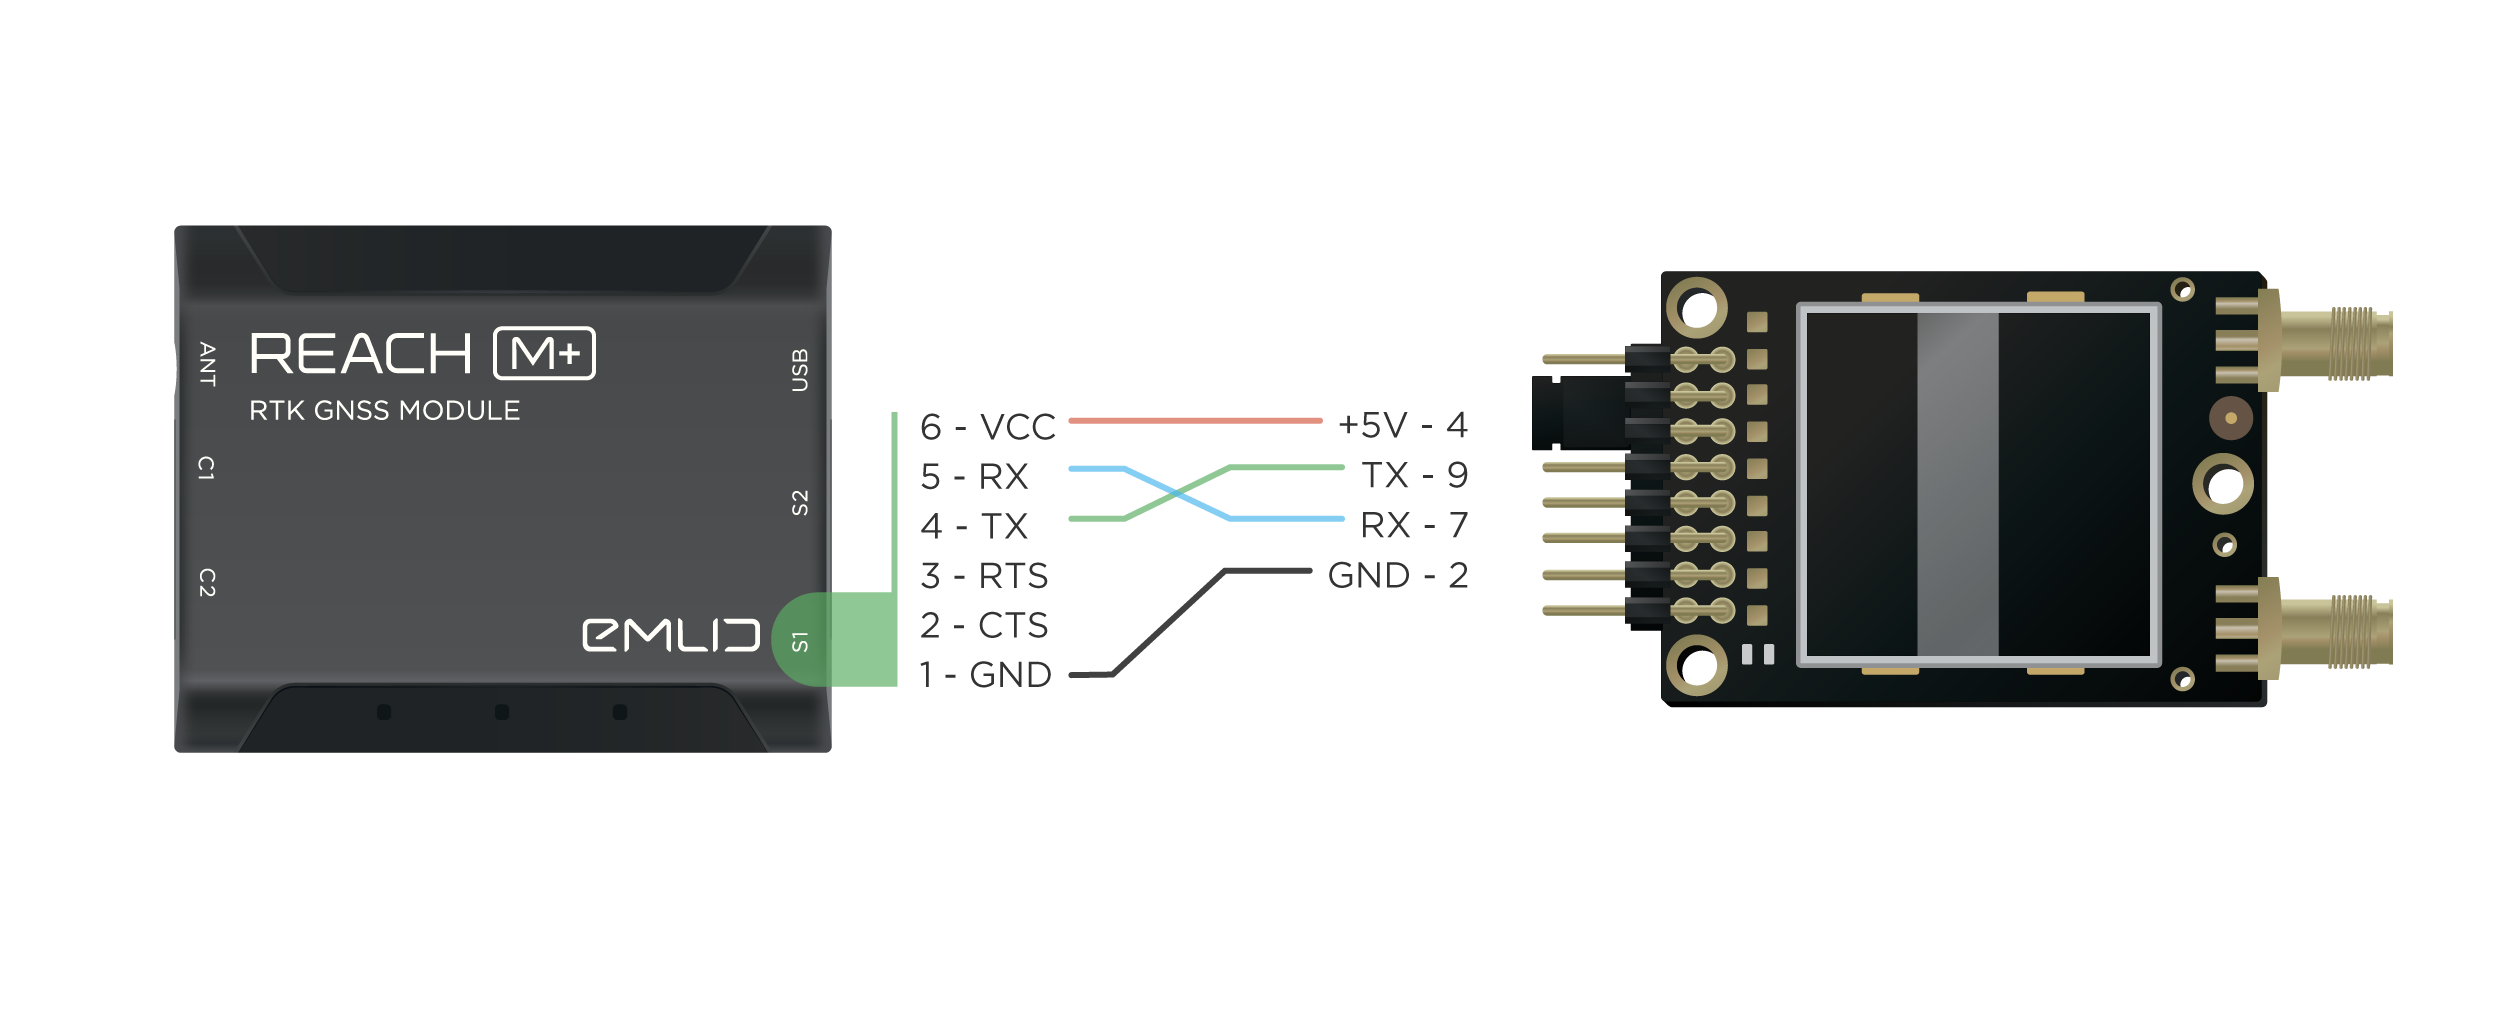 REACH M+
RTK GNSS MODULE
ANT
C1
C2
USB
S2
S1
EMLID
6 - VCC
5 - RX
4 - TX
3 - RTS
2 - CTS
1 - GND
+5V - 4
TX - 9
RX - 7
GND - 2